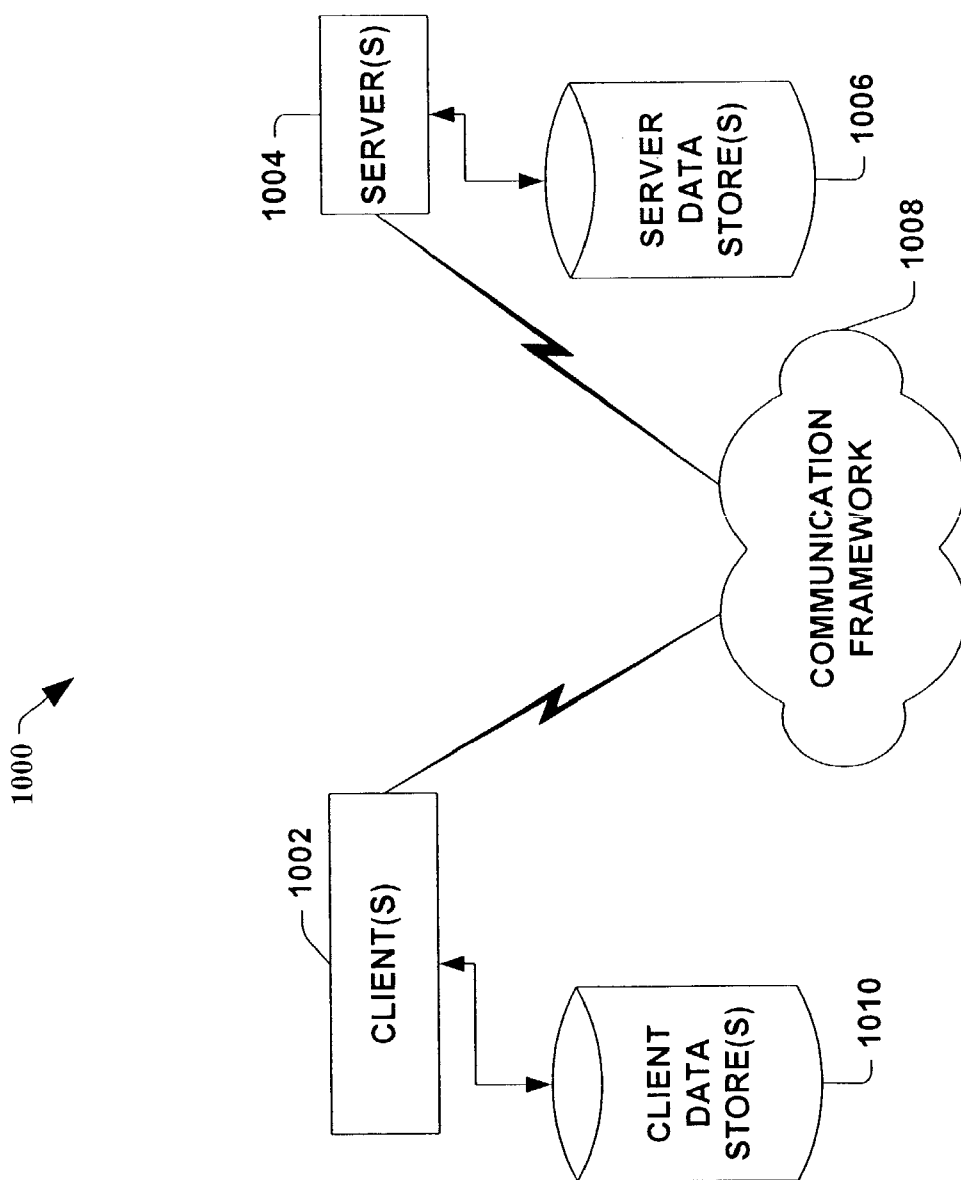 1000
1002
1004
CLIENT(S)
SERVER(S)
CLIENT
DATA
STORE(S)
1010
SERVER
DATA
STORE(S)
1006
COMMUNICATION
FRAMEWORK
1008